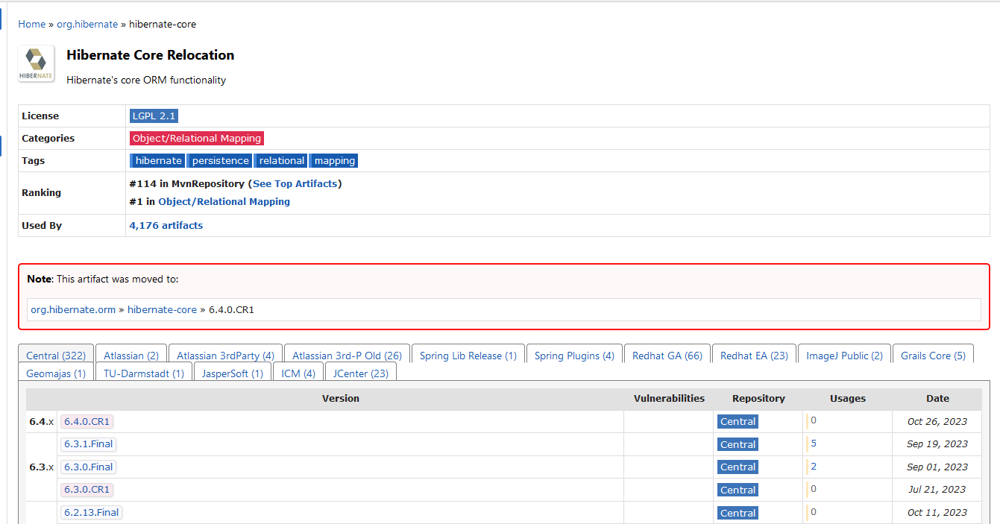 Home » org.hibernate » hibernate-core
HIBERNATE
Hibernate Core Relocation
Hibernate's core ORM functionality
License LGPL 2.1
Categories Object/Relational Mapping
Tags hibernate persistence relational mapping
Ranking #114 in MvnRepository (See Top Artifacts)
#1 in Object/Relational Mapping
Used By 4,176 artifacts
Note: This artifact was moved to:
org.hibernate.orm » hibernate-core » 6.4.0.CR1
Central (322) Atlassian (2) Atlassian 3rdParty (4) Atlassian 3rd-P Old (26) Spring Lib Release (1) Spring Plugins (4) Redhat GA (66) Redhat EA (23) ImageJ Public (2) Grails Core (5)
Geomajas (1) TU-Darmstadt (1) JasperSoft (1) ICM (4) JCenter (23)
Version Vulnerabilities Repository Usages Date
6.4.x 6.4.0.CR1 Central 0 Oct 26, 2023
6.3.1.Final Central 5 Sep 19, 2023
6.3.x 6.3.0.Final Central 2 Sep 01, 2023
6.3.0.CR1 Central 0 Jul 21, 2023
6.2.13.Final Central 0 Oct 11, 2023